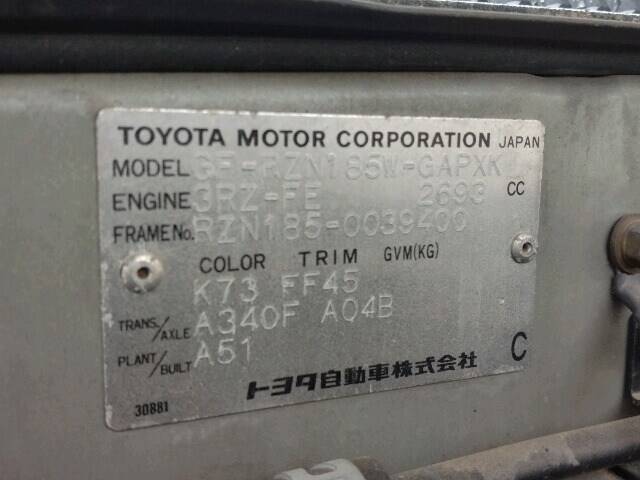 TOYOTA MOTOR CORPORATION JAPAN
MODEL GF-RZN185W-GAPXK
ENGINE 3RZ-FE 2693 CC
FRAME No. RZN185-0039400
COLOR TRIM GVM(KG)
K73 FF45
TRANS/AXLE A340F A04B
PLANT/BUILT A51
C
トヨタ自動車株式会社
30881